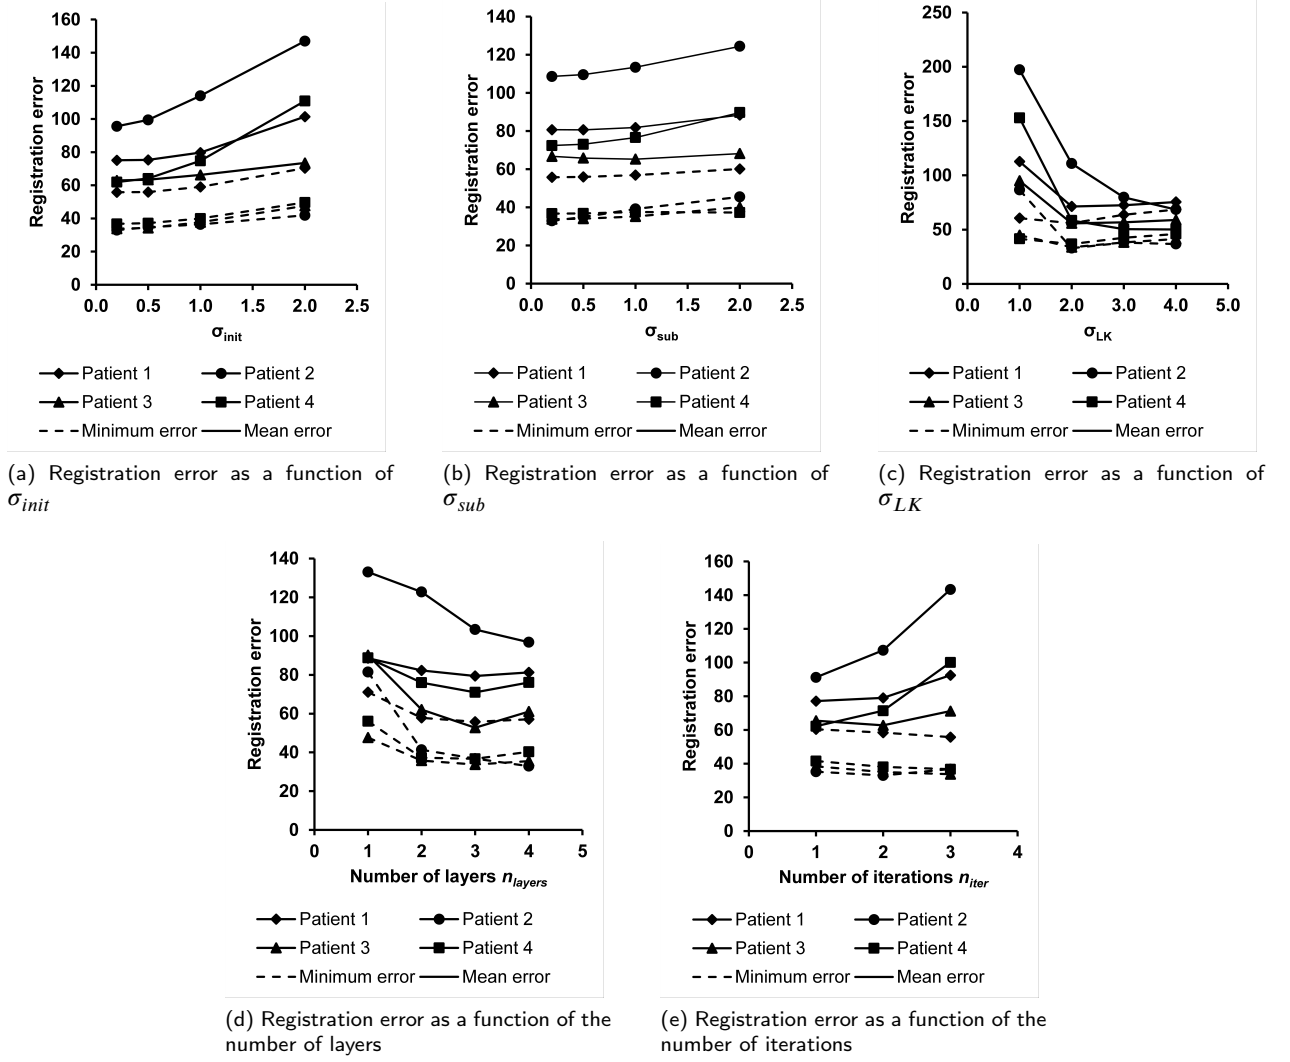 160
140
120
100
80
60
40
20
0
Registration error
0.0 0.5 1.0 1.5 2.0 2.5
σinit
Patient 1 Patient 2
Patient 3 Patient 4
Minimum error Mean error
(a) Registration error as a function of
σinit
140
120
100
80
60
40
20
0
Registration error
0.0 0.5 1.0 1.5 2.0 2.5
σsub
Patient 1 Patient 2
Patient 3 Patient 4
Minimum error Mean error
(b) Registration error as a function of
σsub
250
200
150
100
50
0
Registration error
0.0 1.0 2.0 3.0 4.0 5.0
σLK
Patient 1 Patient 2
Patient 3 Patient 4
Minimum error Mean error
(c) Registration error as a function of
σLK
140
120
100
80
60
40
20
0
Registration error
0 1 2 3 4 5
Number of layers nlayers
Patient 1 Patient 2
Patient 3 Patient 4
Minimum error Mean error
(d) Registration error as a function of the
number of layers
160
140
120
100
80
60
40
20
0
Registration error
0 1 2 3 4
Number of iterations niter
Patient 1 Patient 2
Patient 3 Patient 4
Minimum error Mean error
(e) Registration error as a function of the
number of iterations